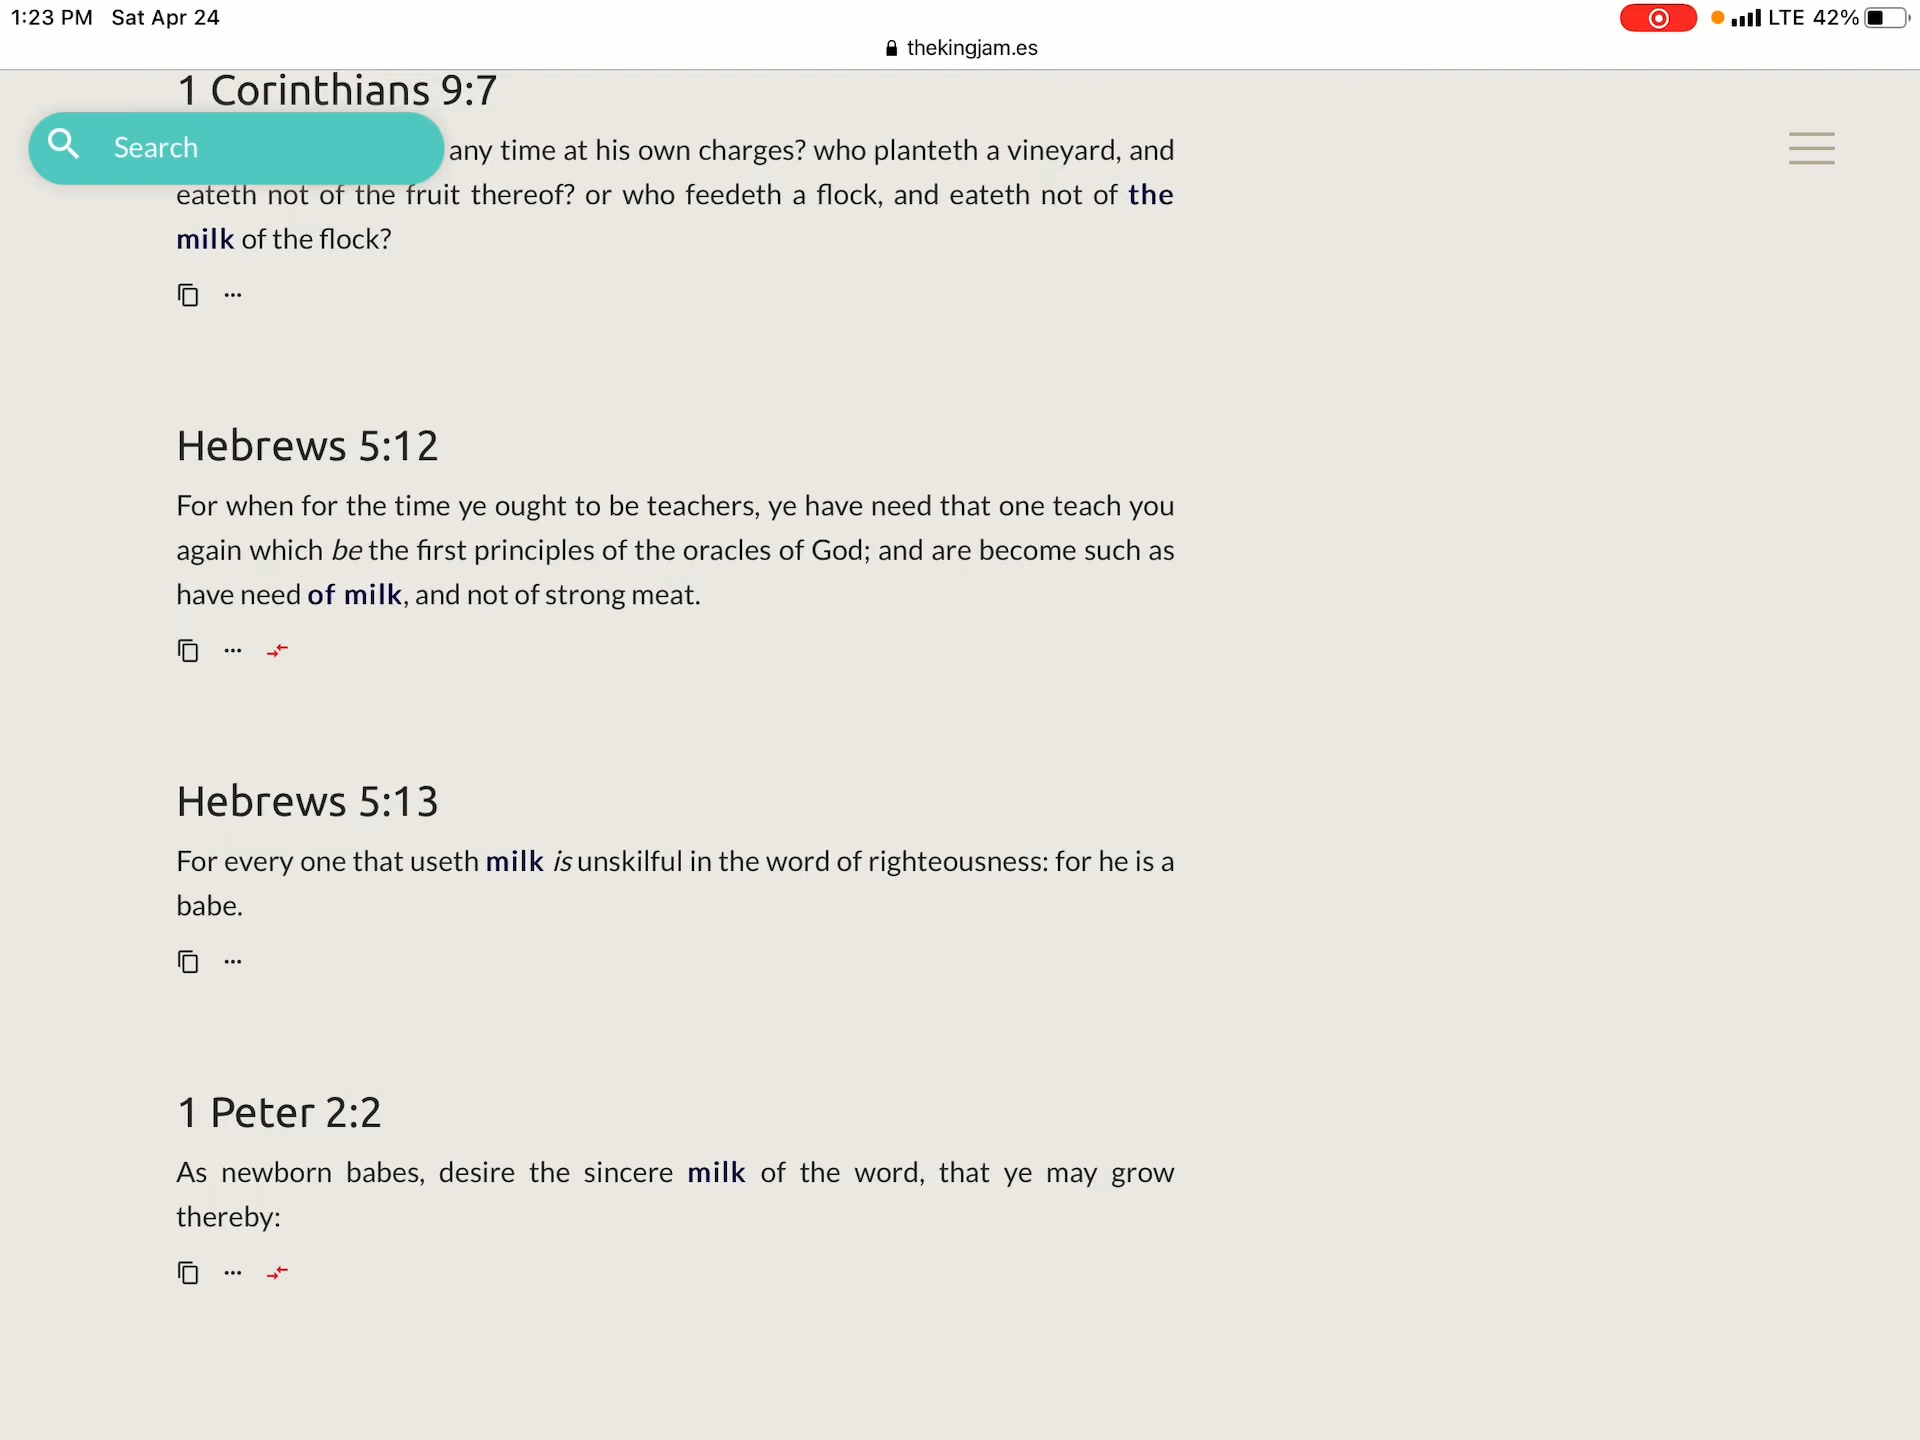 1:23 PM Sat Apr 24
LTE 42%
thekingjam.es
1 Corinthians 9:7
Search
any time at his own charges? who planteth a vineyard, and
eateth not of the fruit thereof? or who feedeth a flock, and eateth not of the
milk of the flock?
...
Hebrews 5:12
For when for the time ye ought to be teachers, ye have need that one teach you
again which be the first principles of the oracles of God; and are become such as
have need of milk, and not of strong meat.
...
Hebrews 5:13
For every one that useth milk is unskilful in the word of righteousness: for he is a
babe.
...
1 Peter 2:2
As newborn babes, desire the sincere milk of the word, that ye may grow
thereby:
...